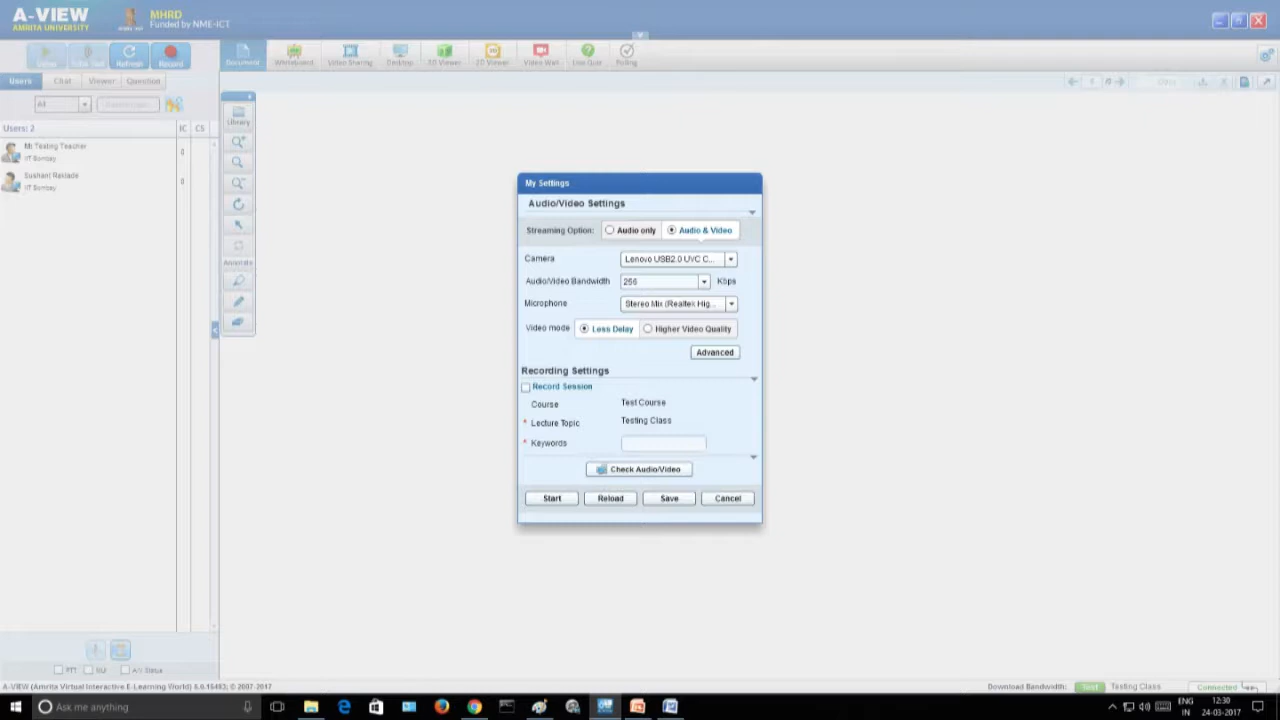 A-VIEW
AMRITA UNIVERSITY
MHRD
Funded by NME-ICT
Refresh
Record
Document
Whiteboard
Video Sharing
Desktop
3D Viewer
2D Viewer
Video Wall
Live Quiz
Polling
Users
Chat
Viewer
Question
All
Users: 2
IC
CS
Mr Testing Teacher
IIT Bombay
0
Sushant Raklade
IIT Bombay
0
Library
Annotate
My Settings
Audio/Video Settings
Streaming Option:
Audio only
Audio & Video
Camera
Lenovo USB2.0 UVC C...
Audio/Video Bandwidth
256
Kbps
Microphone
Stereo Mix (Realtek Hig...
Video mode
Less Delay
Higher Video Quality
Advanced
Recording Settings
Record Session
Course
Test Course
* Lecture Topic
Testing Class
* Keywords
Check Audio/Video
Start
Reload
Save
Cancel
PTT
A/V Status
A-VIEW (Amrita Virtual Interactive E-Learning World)
© 2007-2017
Download Bandwidth:
Test
Testing Class
Connected
Ask me anything
ENG
IN
12:30
24-03-2017